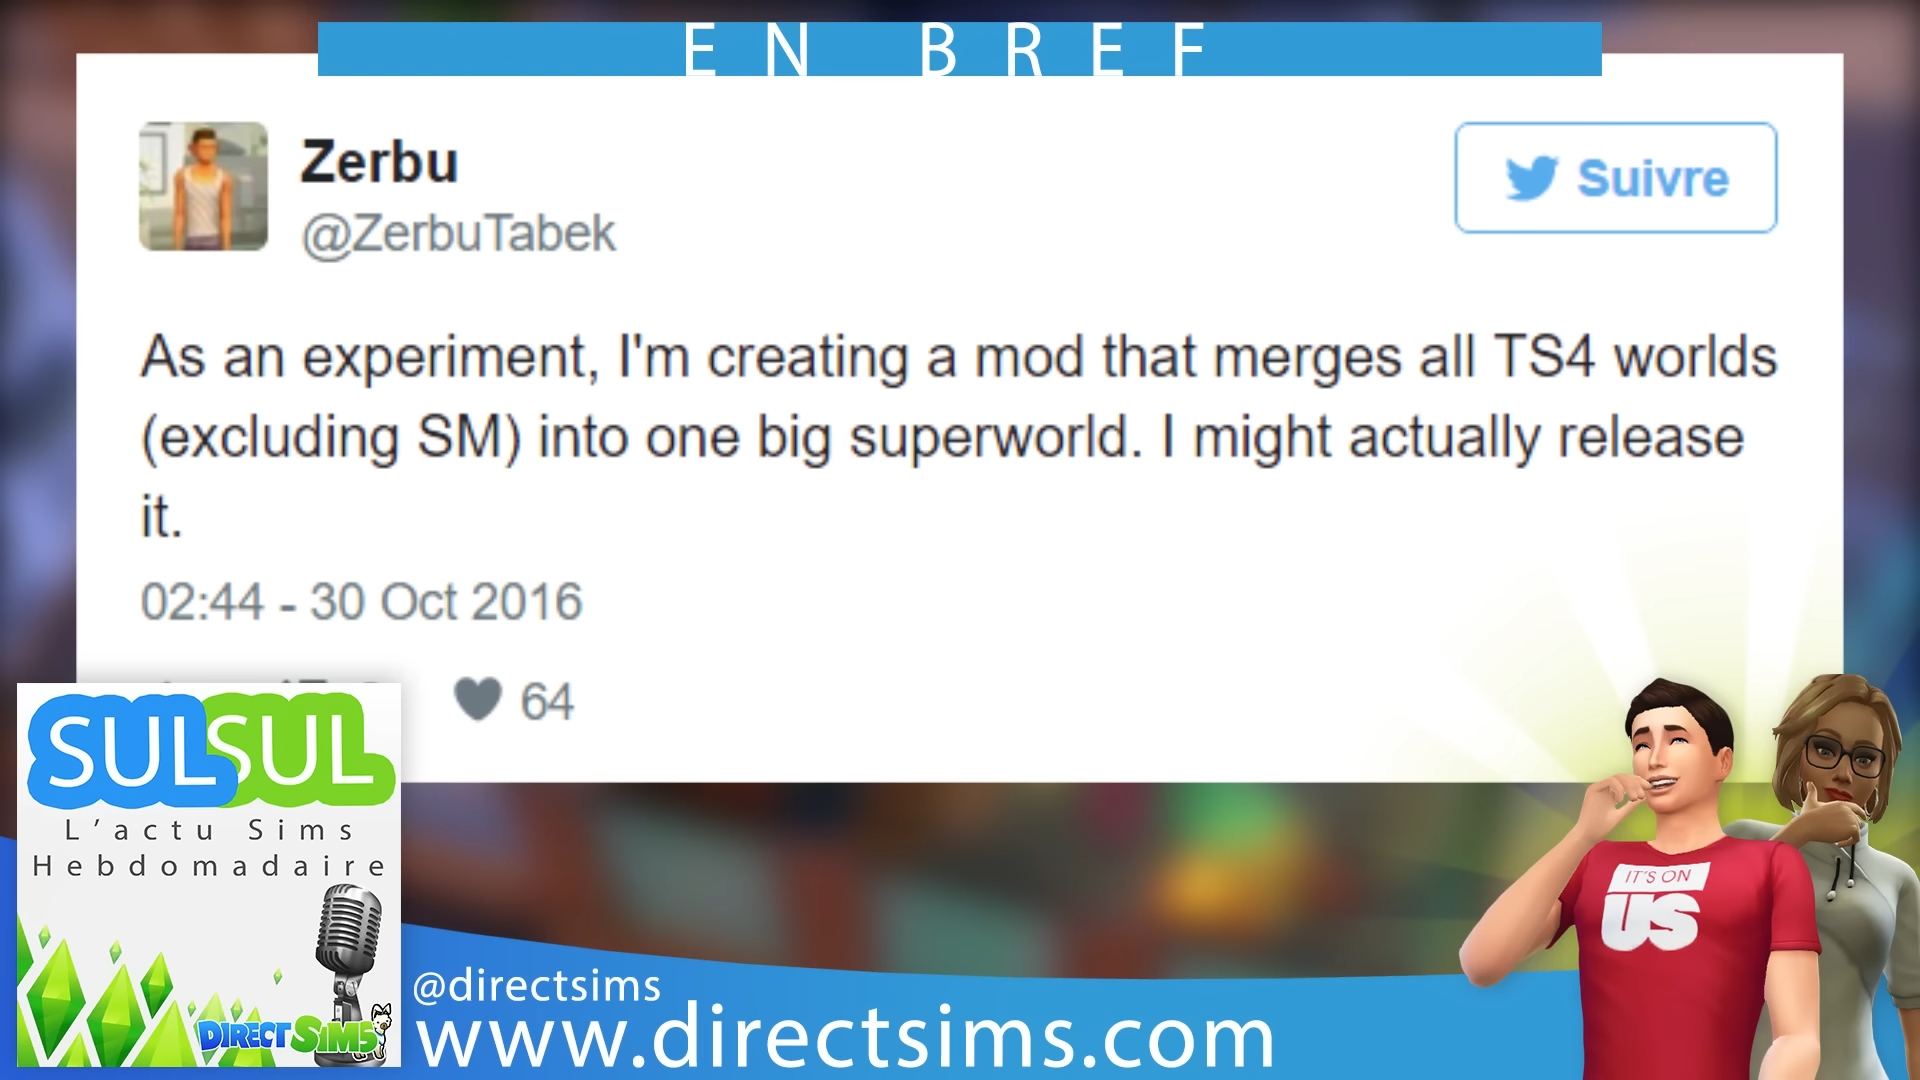 EN BREF
Zerbu
@ZerbuTabek
Suivre
As an experiment, I'm creating a mod that merges all TS4 worlds
(excluding SM) into one big superworld. I might actually release
it.
02:44 - 30 Oct 2016
64
SULSUL
L'actu Sims
Hebdomadaire
DIRECT SIMS
@directsims
www.directsims.com
IT'S ON
US